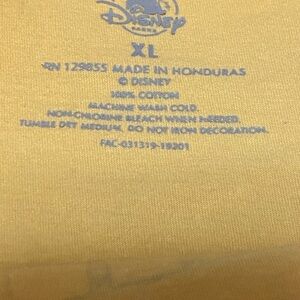 Disney
PARKS
XL
RN 129855 MADE IN HONDURAS
© DISNEY
100% COTTON
MACHINE WASH COLD.
NON-CHLORINE BLEACH WHEN NEEDED.
TUMBLE DRY MEDIUM. DO NOT IRON DECORATION.
FAC-031319-19201